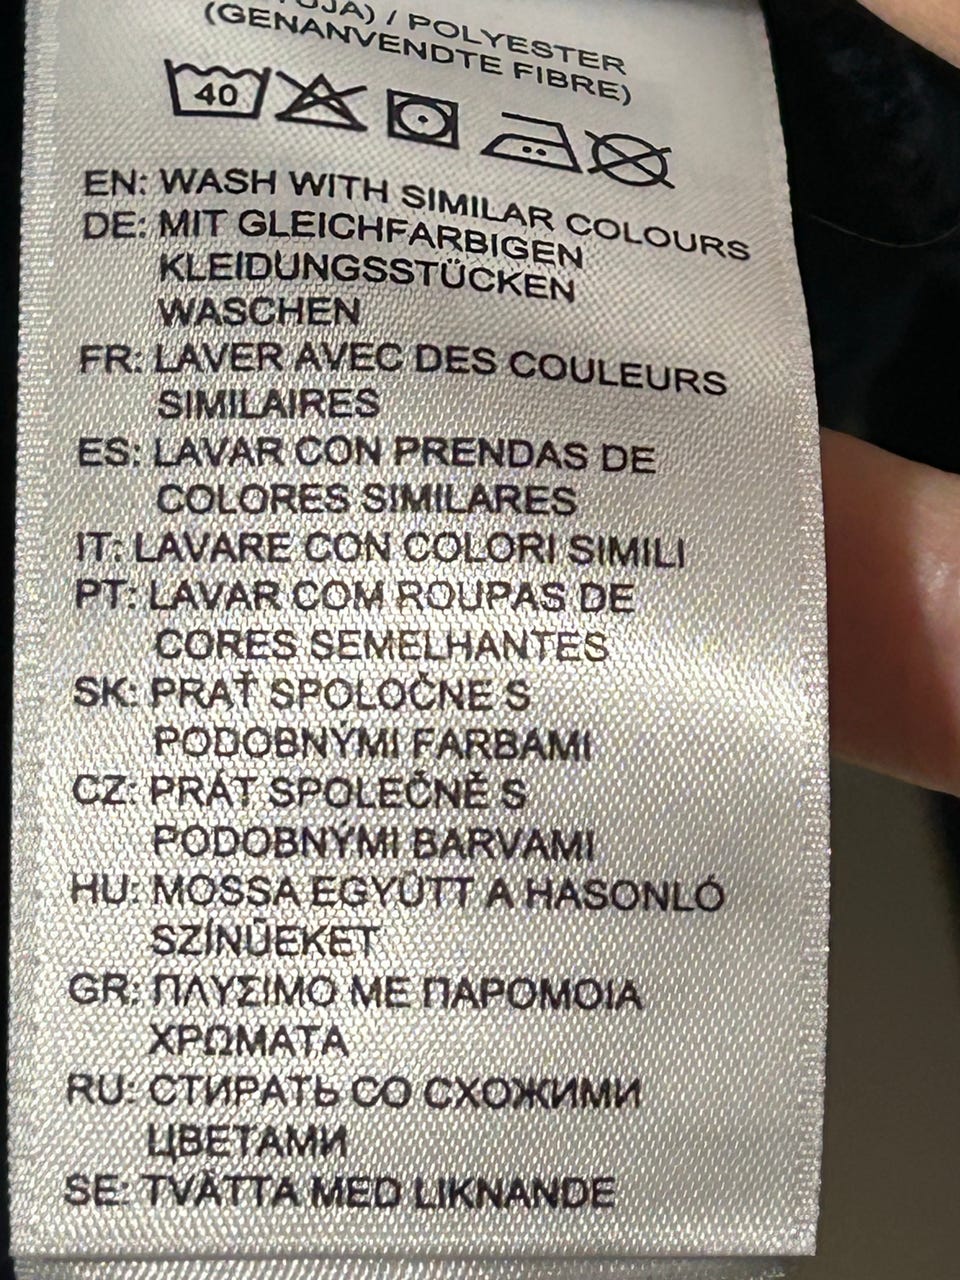 / POLYESTER
(GENANVENDTE FIBRE)
40
EN: WASH WITH SIMILAR COLOURS
DE: MIT GLEICHFARBIGEN
KLEIDUNGSSTÜCKEN
WASCHEN
FR: LAVER AVEC DES COULEURS
SIMILAIRES
ES: LAVAR CON PRENDAS DE
COLORES SIMILARES
IT: LAVARE CON COLORI SIMILI
PT: LAVAR COM ROUPAS DE
CORES SEMELHANTES
SK: PRAŤ SPOLOČNE S
PODOBNÝMI FARBAMI
CZ: PRÁT SPOLEČNĚ S
PODOBNÝMI BARVAMI
HU: MOSSA EGYÜTT A HASONLÓ
SZÍNŰEKET
GR: ΠΛΥΣΙΜΟ ΜΕ ΠΑΡΟΜΟΙΑ
ΧΡΩΜΑΤΑ
RU: СТИРАТЬ СО СХОЖИМИ
ЦВЕТАМИ
SE: TVÄTTA MED LIKNANDE